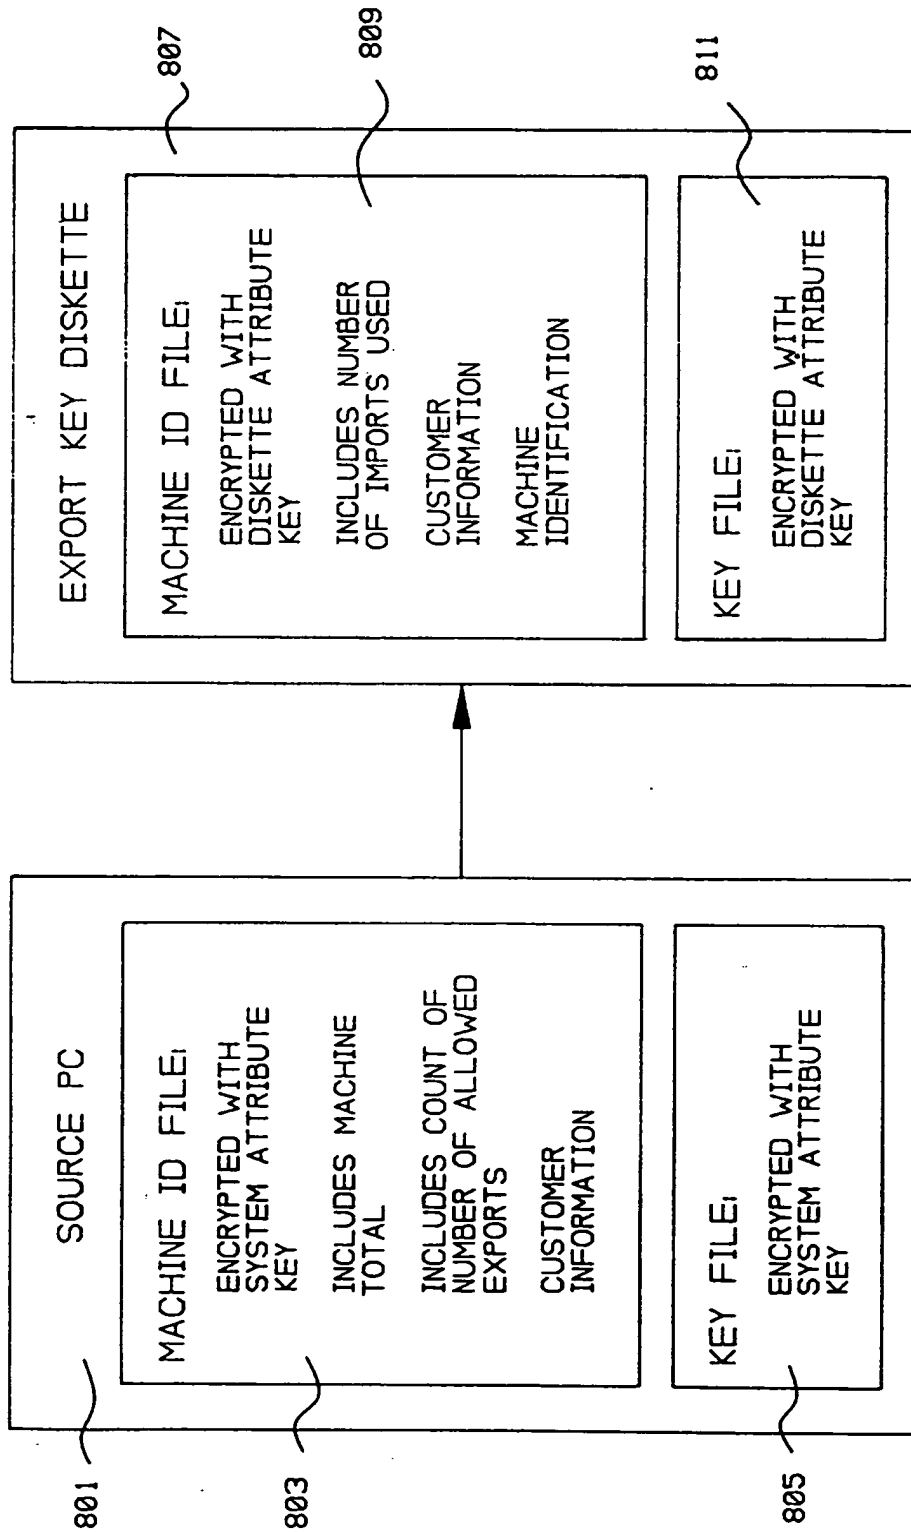 SOURCE PC
MACHINE ID FILE:
ENCRYPTED WITH
SYSTEM ATTRIBUTE
KEY
INCLUDES MACHINE
TOTAL
INCLUDES COUNT OF
NUMBER OF ALLOWED
EXPORTS
CUSTOMER
INFORMATION
KEY FILE:
ENCRYPTED WITH
SYSTEM ATTRIBUTE
KEY
801
803
805
EXPORT KEY DISKETTE
MACHINE ID FILE:
ENCRYPTED WITH
DISKETTE ATTRIBUTE
KEY
INCLUDES NUMBER
OF IMPORTS USED
CUSTOMER
INFORMATION
MACHINE
IDENTIFICATION
KEY FILE:
ENCRYPTED WITH
DISKETTE ATTRIBUTE
KEY
807
809
811